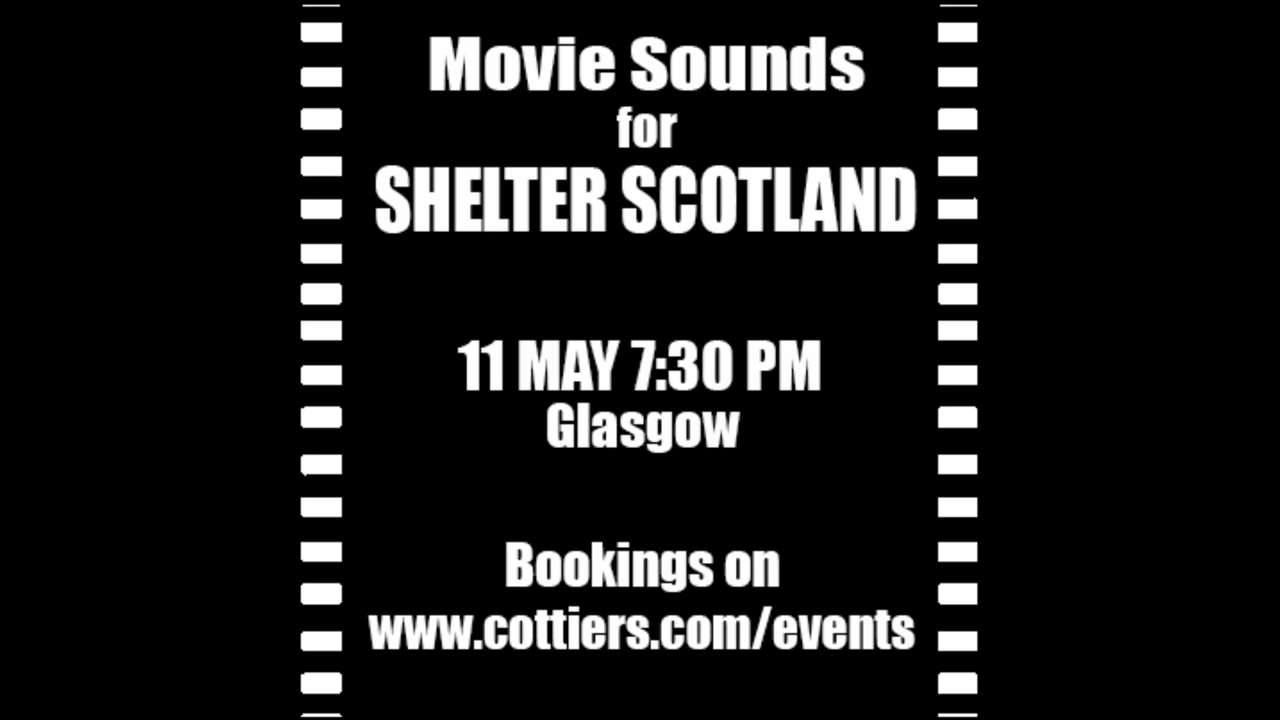 Movie Sounds
for
SHELTER SCOTLAND
11 MAY 7:30 PM
Glasgow
Bookings on
www.cottiers.com/events